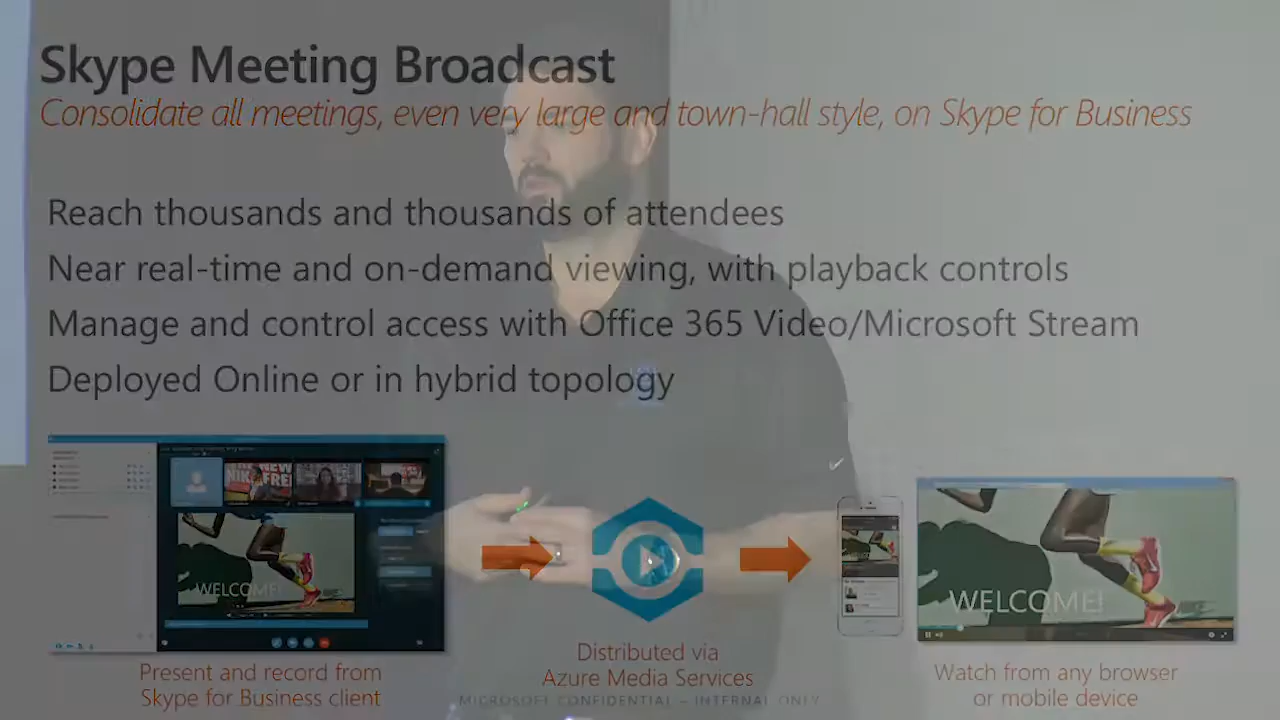 Skype Meeting Broadcast
Consolidate all meetings, even very large and town-hall style, on Skype for Business
Reach thousands and thousands of attendees
Near real-time and on-demand viewing, with playback controls
Manage and control access with Office 365 Video/Microsoft Stream
Deployed Online or in hybrid topology
WELCOME!
WELCOME!
Present and record from
Skype for Business client
Distributed via
Azure Media Services
Watch from any browser
or mobile device
MICROSOFT CONFIDENTIAL – INTERNAL ONLY